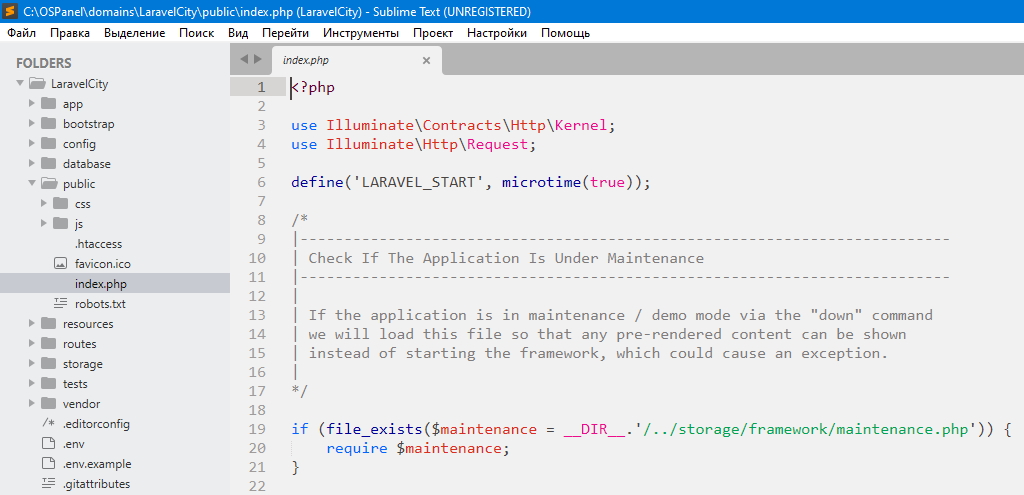 C:\OSPanel\domains\LaravelCity\public\index.php (LaravelCity) - Sublime Text (UNREGISTERED)
Файл Правка Выделение Поиск Вид Перейти Инструменты Проект Настройки Помощь
FOLDERS
LaravelCity
app
bootstrap
config
database
public
css
js
.htaccess
favicon.ico
index.php
robots.txt
resources
routes
storage
tests
vendor
/* .editorconfig
.env
.env.example
.gitattributes
index.php ×
1 <?php
2
3 use Illuminate\Contracts\Http\Kernel;
4 use Illuminate\Http\Request;
5
6 define('LARAVEL_START', microtime(true));
7
8 /*
9 |--------------------------------------------------------------------------
10 | Check If The Application Is Under Maintenance
11 |--------------------------------------------------------------------------
12 |
13 | If the application is in maintenance / demo mode via the "down" command
14 | we will load this file so that any pre-rendered content can be shown
15 | instead of starting the framework, which could cause an exception.
16 |
17 */
18
19 if (file_exists($maintenance = __DIR__.'/../storage/framework/maintenance.php')) {
20     require $maintenance;
21 }
22